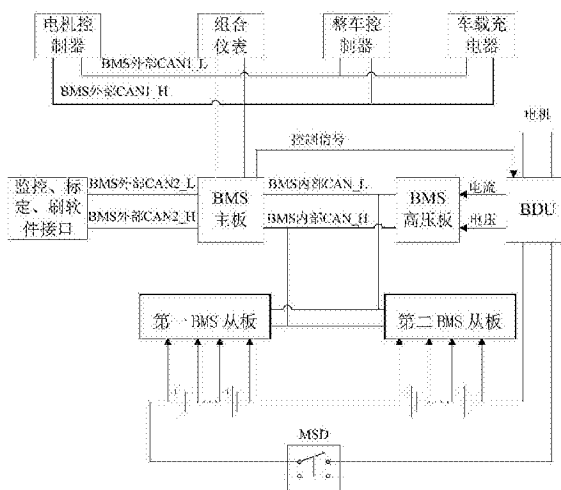 电机控
制器
组合
仪表
整车控
制器
车载充
电器
BMS外部CAN1_L
BMS外部CAN1_H
电机
控制信号
监控、标
定、刷软
件接口
BMS外部CAN2_L
BMS外部CAN2_H
BMS
主板
BMS内部CAN_L
BMS内部CAN_H
BMS
高压板
电流
电压
BDU
第一BMS从板
第二BMS从板
MSD